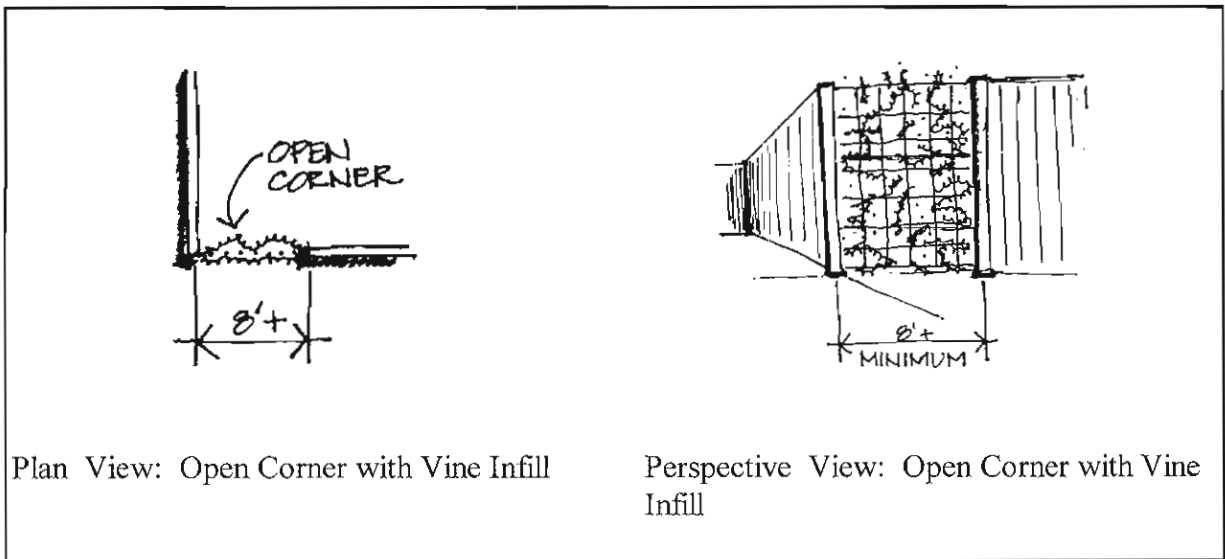 OPEN
CORNER
8'+
8'+
MINIMUM
Plan View: Open Corner with Vine Infill
Perspective View: Open Corner with Vine
Infill